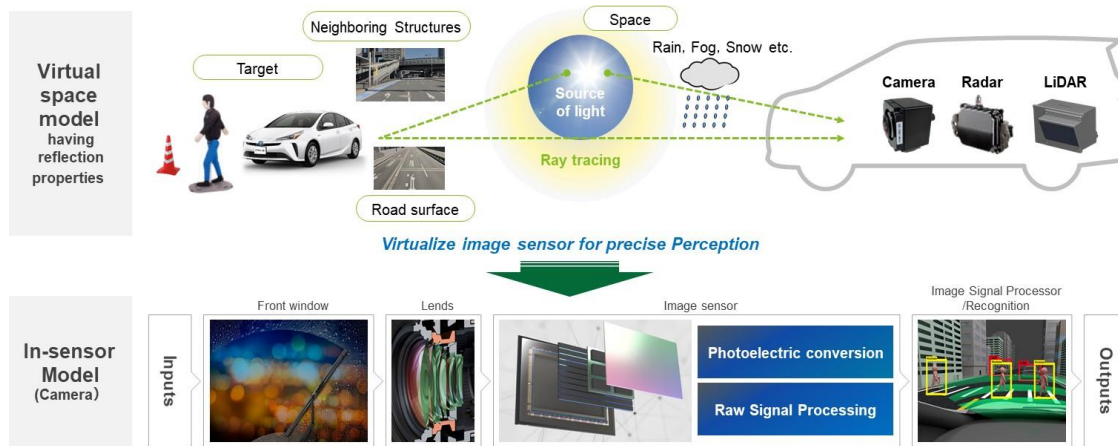 Virtual
space
model
having
reflection
properties
Neighboring Structures
Target
Road surface
Space
Source
of light
Ray tracing
Rain, Fog, Snow etc.
Camera
Radar
LiDAR
Virtualize image sensor for precise Perception
In-sensor
Model
(Camera)
Inputs
Front window
Lends
Image sensor
Photoelectric conversion
Raw Signal Processing
Image Signal Processor
/Recognition
Outputs